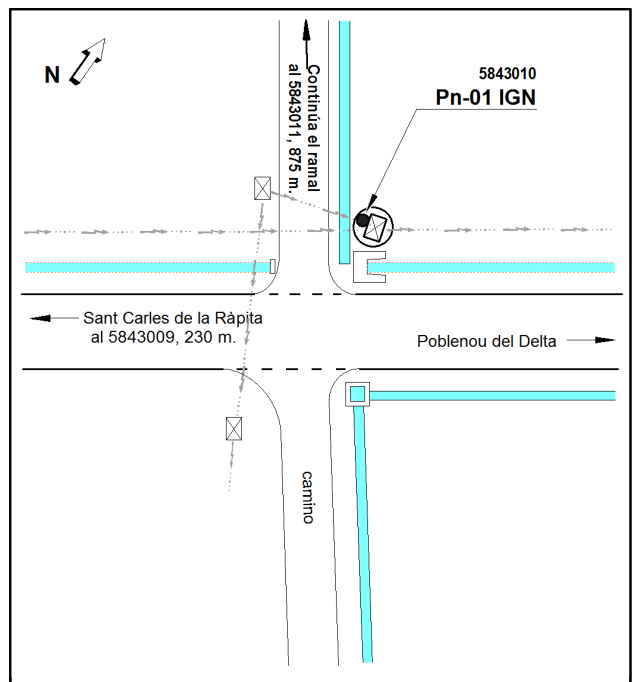 N
Continúa el ramal
al 5843011, 875 m.
5843010
Pn-01 IGN
Sant Carles de la Ràpita
al 5843009, 230 m.
Poblenou del Delta
camino